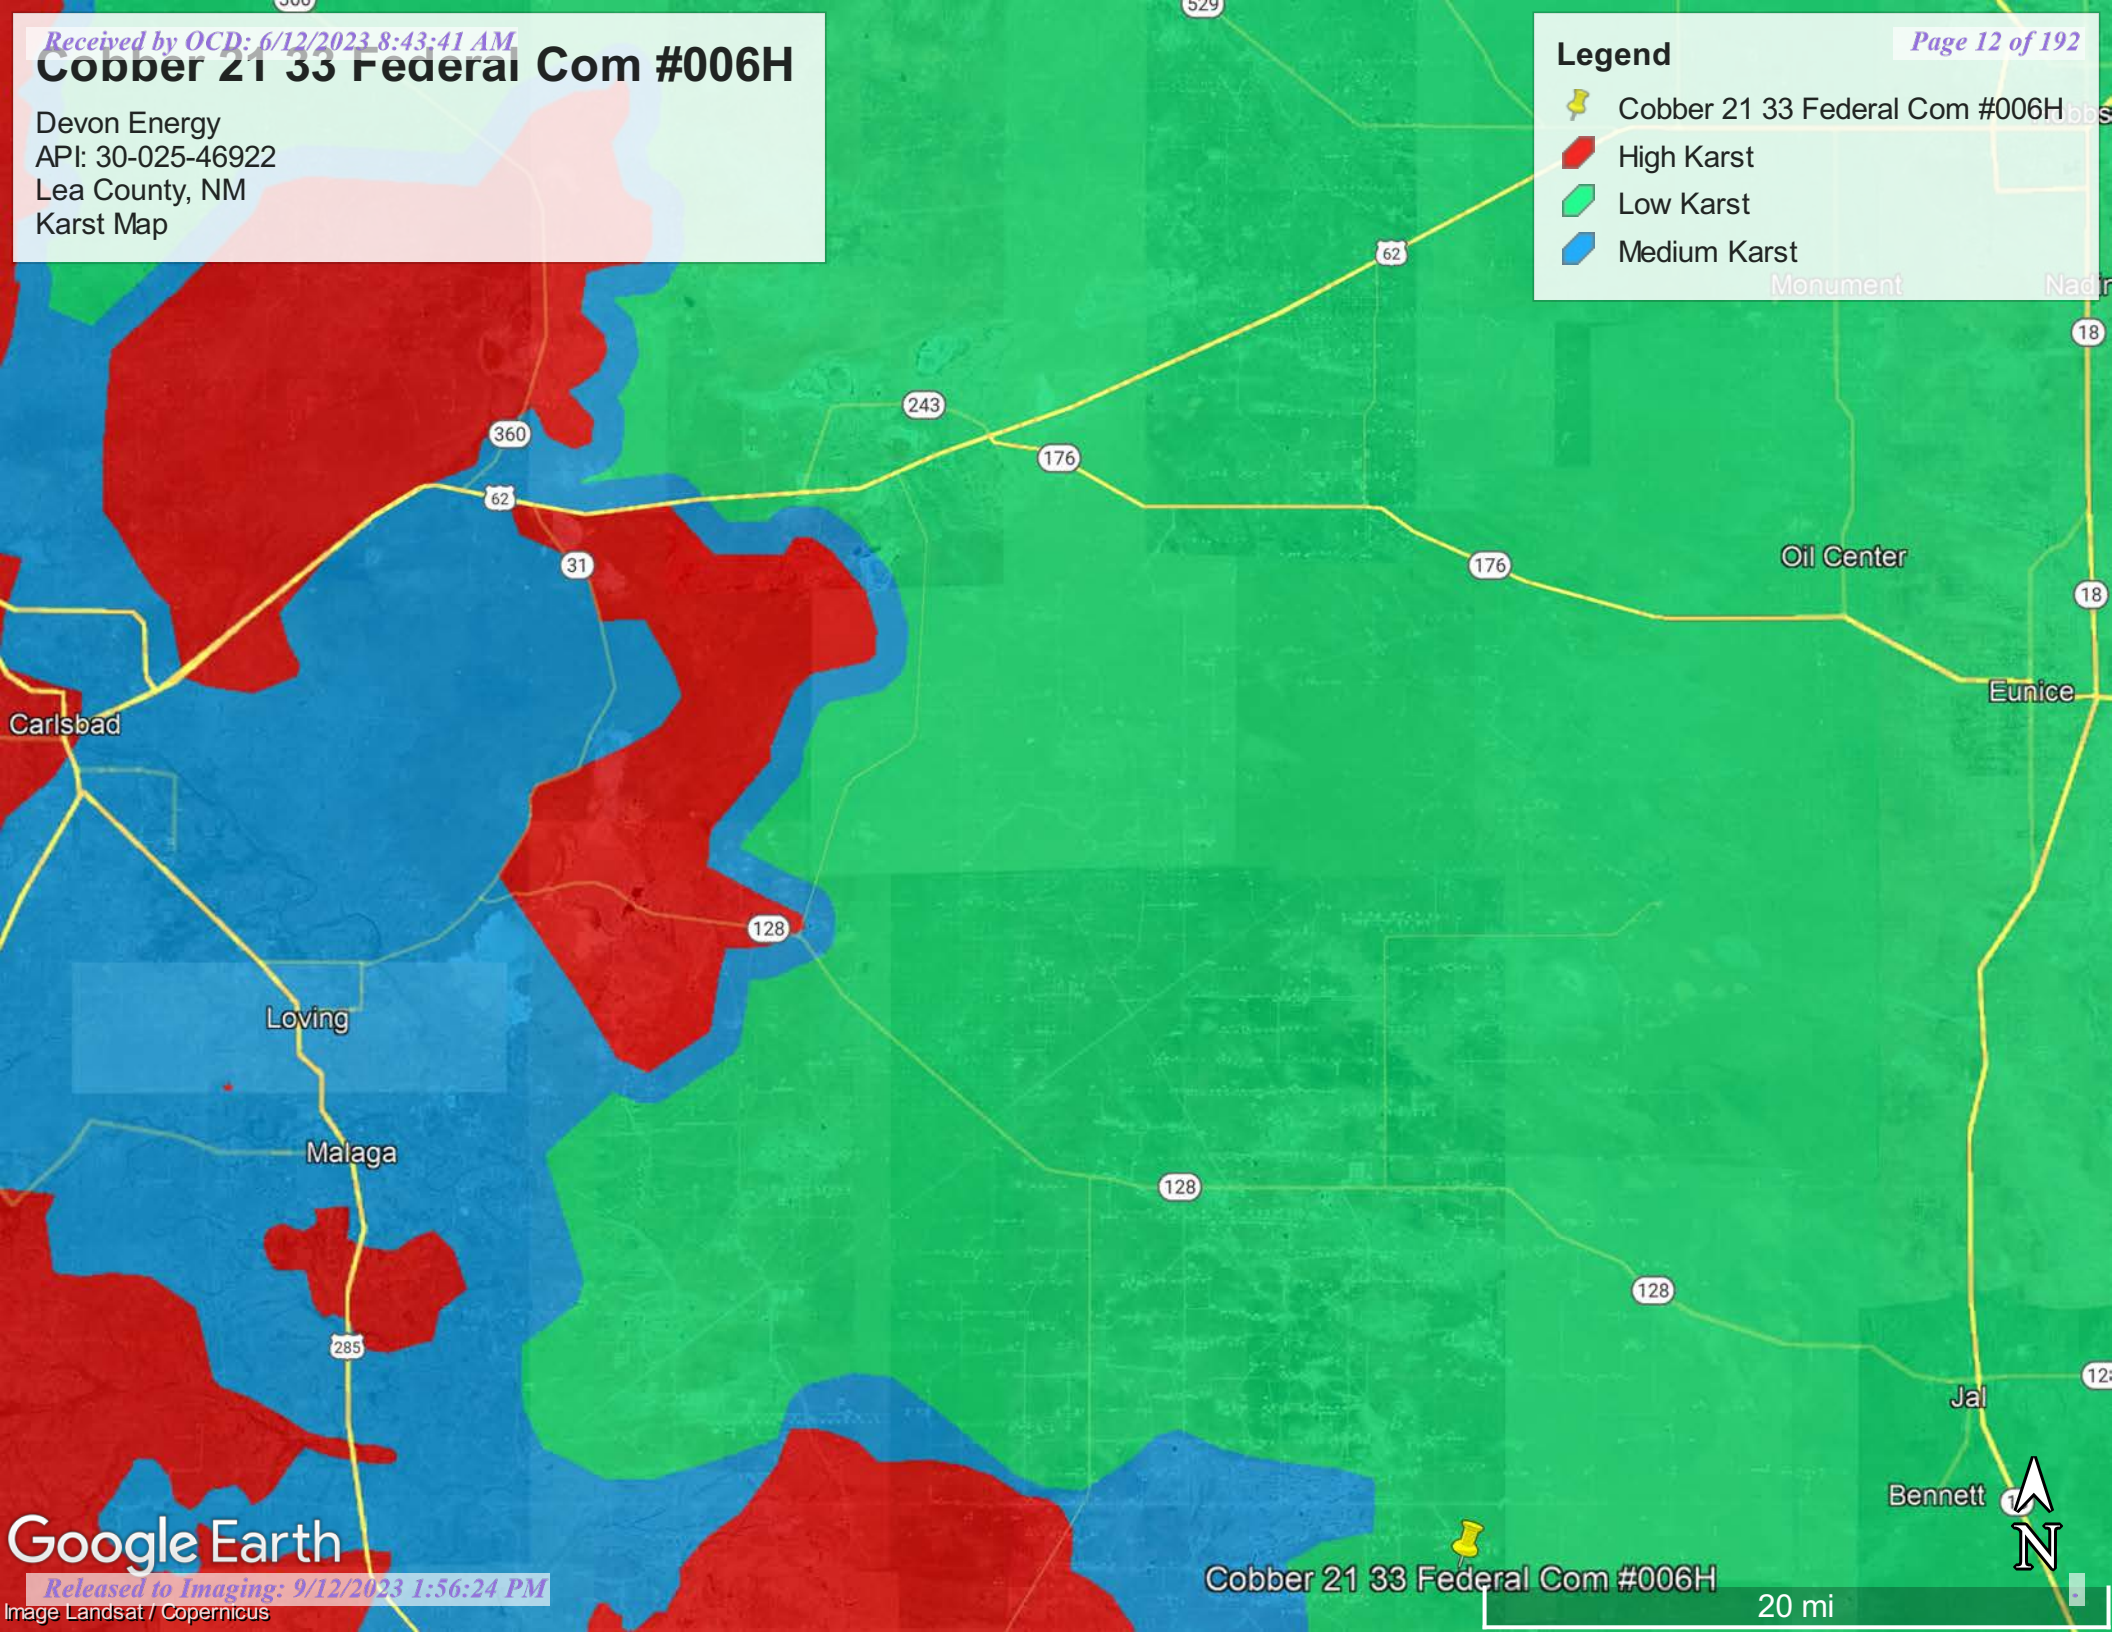 529
Received by OCD: 6/12/2023 8:43:41 AM
Cobber 21 33 Federal Com #006H
Devon Energy
API: 30-025-46922
Lea County, NM
Karst Map
Page 12 of 192
Legend
Cobber 21 33 Federal Com #006H
High Karst
Low Karst
Medium Karst
Monument
62
18
243
360
176
62
31
176
Oil Center
18
Eunice
Carlsbad
128
Loving
Malaga
128
128
285
Jal
Bennett
N
Google Earth
Cobber 21 33 Federal Com #006H
Released to Imaging: 9/12/2023 1:56:24 PM
Image Landsat / Copernicus
20 mi